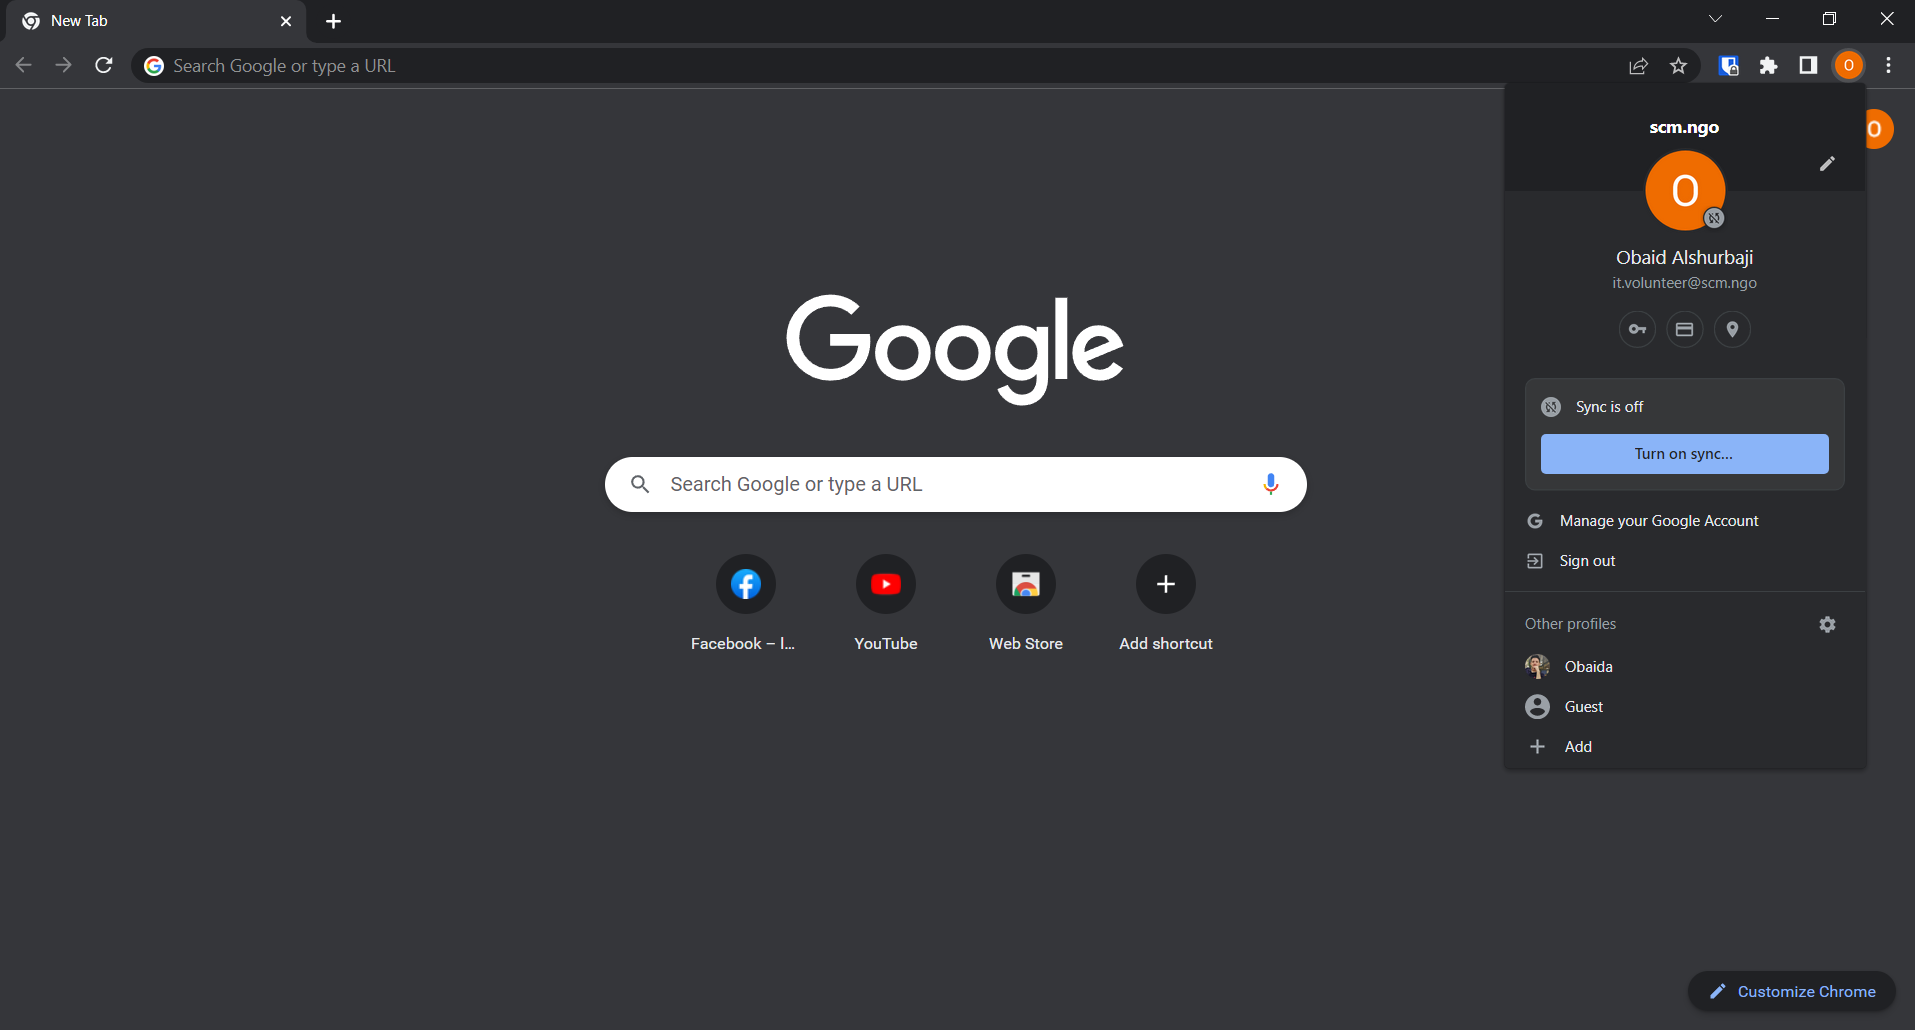 New Tab
Search Google or type a URL
O
scm.ngo
O
O
Obaid Alshurbaji
it.volunteer@scm.ngo
Sync is off
Turn on sync...
Manage your Google Account
Sign out
Other profiles
Obaida
Guest
Add
Google
Search Google or type a URL
Facebook – l...
YouTube
Web Store
Add shortcut
Customize Chrome